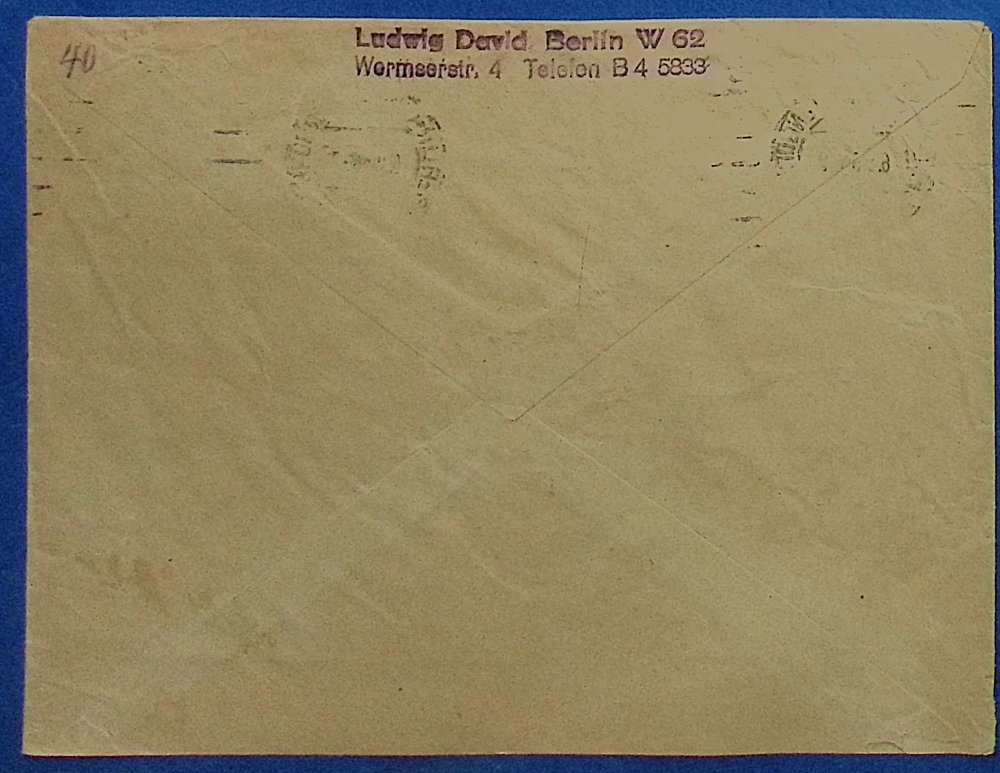 40
Ludwig David, Berlin W 62
Wormserstr. 4 Telefon B 4 5833